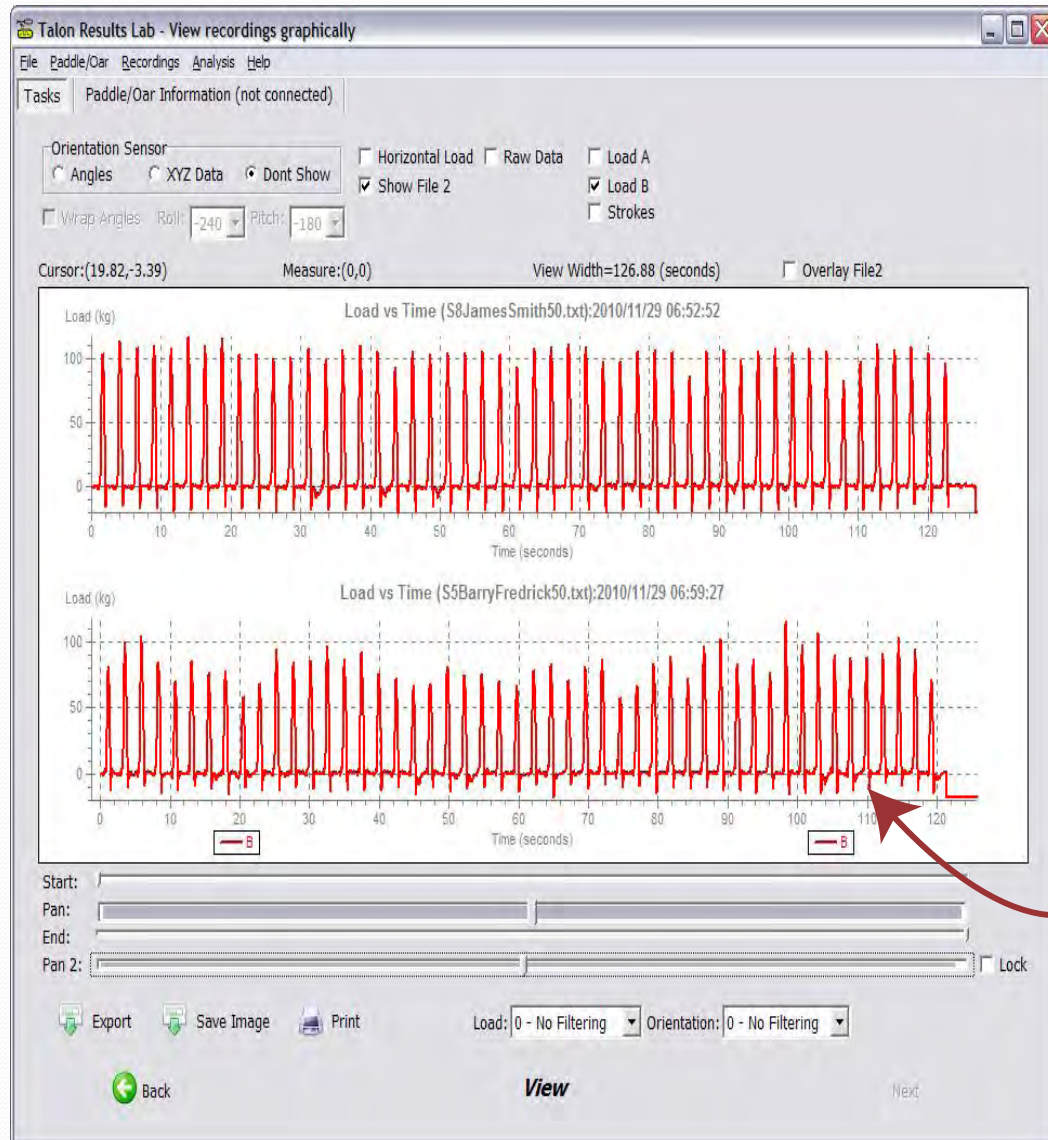 Talon Results Lab - View recordings graphically
File Paddle/Oar Recordings Analysis Help
Tasks Paddle/Oar Information (not connected)
Orientation Sensor
Angles XYZ Data Dont Show
Horizontal Load Raw Data Load A
Show File 2 Load B
Strokes
Wrap Angles Roll: -240 Pitch: -180
Cursor:(19.82,-3.39) Measure:(0,0) View Width=126.88 (seconds) Overlay File2
Load vs Time (S8JamesSmith50.txt):2010/11/29 06:52:52
Load (kg)
100
50
0
0 10 20 30 40 50 60 70 80 90 100 110 120
Time (seconds)
Load vs Time (S5BarryFredrick50.txt):2010/11/29 06:59:27
Load (kg)
100
50
0
0 10 20 30 40 50 60 70 80 90 100 110 120
Time (seconds)
B B
Start:
Pan:
End:
Pan 2: Lock
Export Save Image Print Load: 0 - No Filtering Orientation: 0 - No Filtering
Back View Next